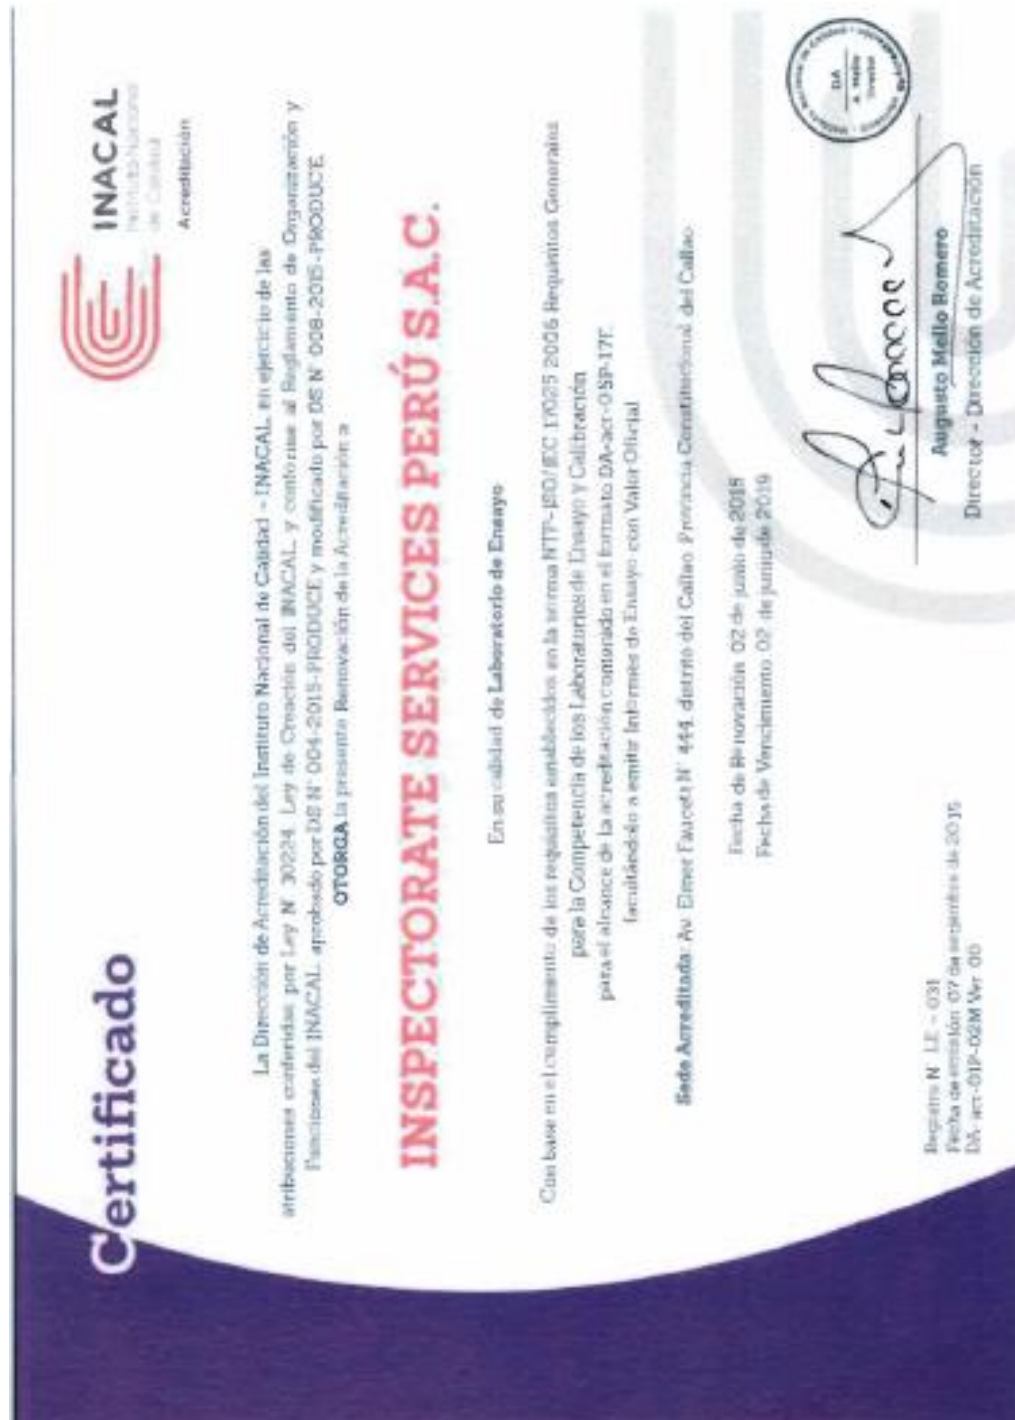 Certificado
INACAL
Instituto Nacional
de Calidad
Acreditación
La Dirección de Acreditación del Instituto Nacional de Calidad - INACAL, en ejercicio de las
atribuciones conferidas por Ley N° 30224, Ley de Creación del INACAL, y conforme al Reglamento de Organización y
Funciones del INACAL, aprobado por DS N° 004-2015-PRODUCE y modificado por DS N° 008-2015-PRODUCE,
OTORGA la presente Renovación de la Acreditación a
INSPECTORATE SERVICES PERÚ S.A.C.
En su calidad de Laboratorio de Ensayo
Con base en el cumplimiento de los requisitos establecidos en la norma NTP-ISO/IEC 17025 2006 Requisitos Generales
para la Competencia de los Laboratorios de Ensayo y Calibración
para el alcance de la acreditación contenido en el formato DA-acr-05P-17F,
facultándolo a emitir Informes de Ensayo con Valor Oficial
Sede Acreditada: Av. Elmer Faucett N° 444, distrito del Callao Provincia Constitucional del Callao
Fecha de Renovación 02 de junio de 2015
Fecha de Vencimiento 02 de junio de 2019
DA
A. Mello
Director
Augusto Mello Romero
Director - Dirección de Acreditación
Registro N° LE - 031
Fecha de emisión 07 de de 2015
DA-acr-01P-02M Ver. 00